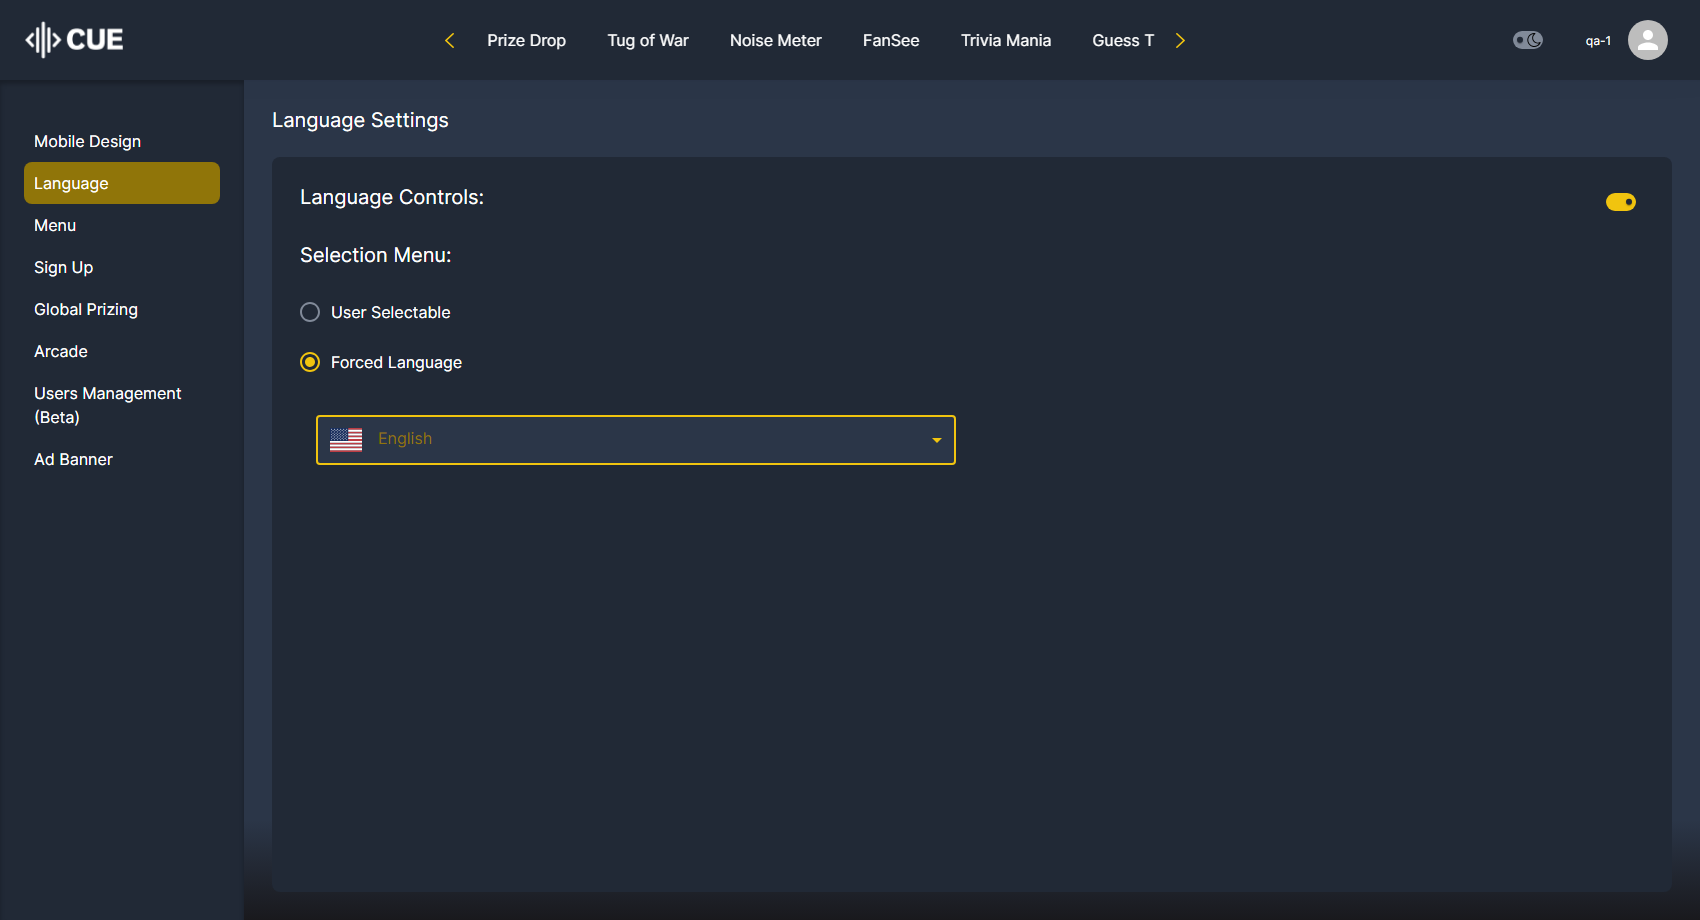 CUE
Prize Drop
Tug of War
Noise Meter
FanSee
Trivia Mania
Guess T
qa-1
Mobile Design
Language
Menu
Sign Up
Global Prizing
Arcade
Users Management
(Beta)
Ad Banner
Language Settings
Language Controls:
Selection Menu:
User Selectable
Forced Language
English